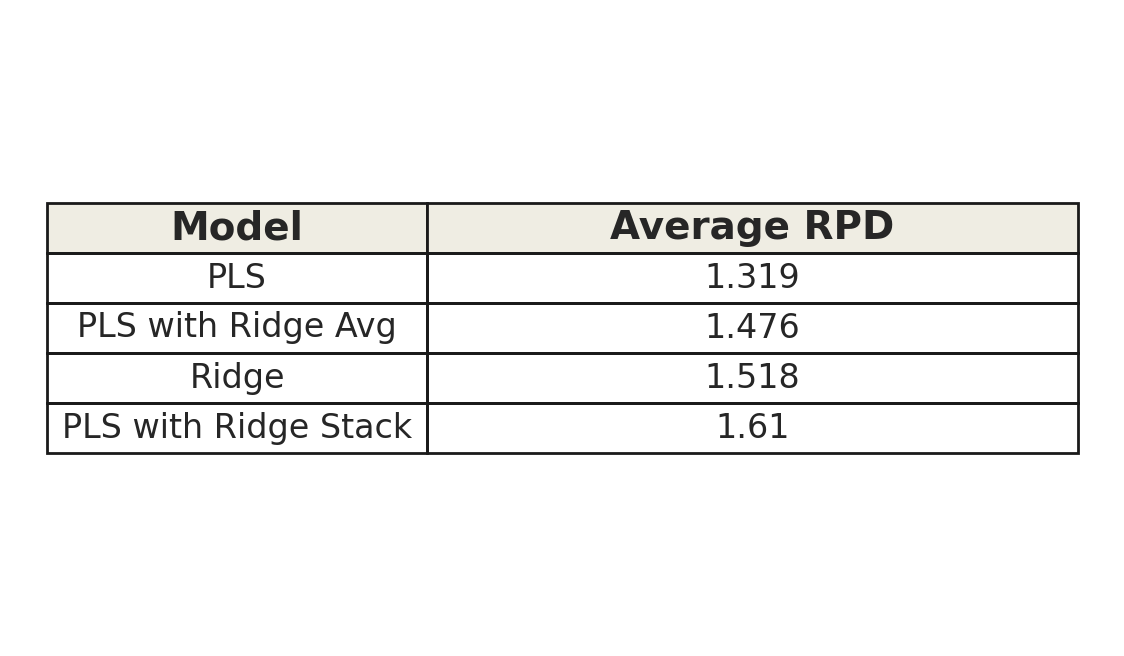 Model Average RPD
PLS 1.319
PLS with Ridge Avg 1.476
Ridge 1.518
PLS with Ridge Stack 1.61